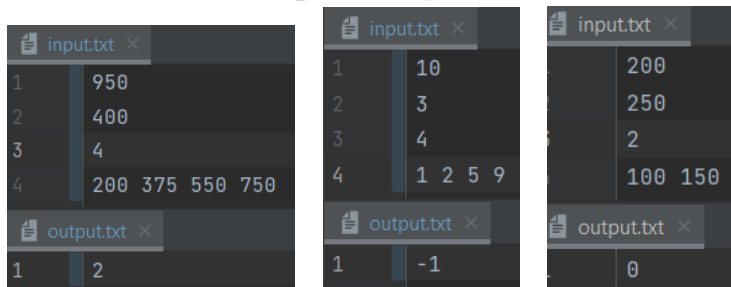 input.txt
1 950
2 400
3 4
4 200 375 550 750
output.txt
1 2
input.txt
1 10
2 3
3 4
4 1 2 5 9
output.txt
1 -1
input.txt
200
250
2
100 150
output.txt
0